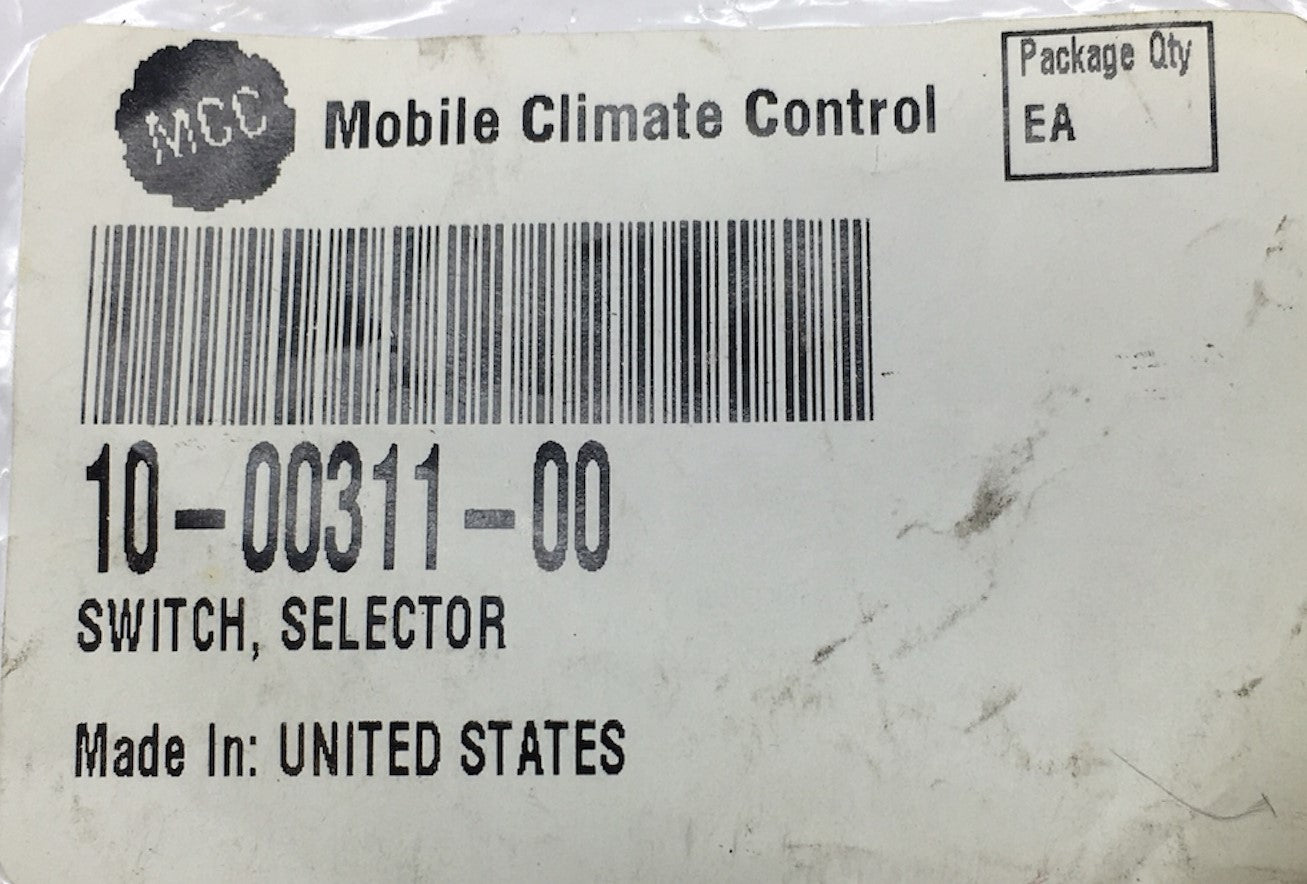 MCC
Mobile Climate Control
Package Qty
EA
10-00311-00
SWITCH, SELECTOR
Made In: UNITED STATES